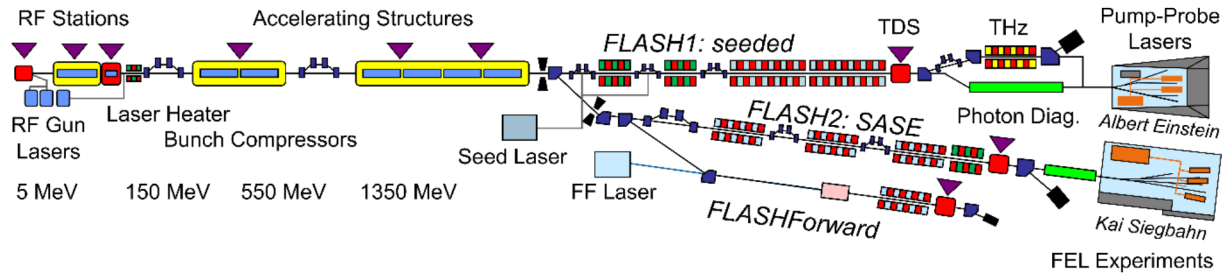 RF Stations
Accelerating Structures
FLASH1: seeded
TDS
THz
Pump-Probe
Lasers
RF Gun
Lasers
Laser Heater
Bunch Compressors
Seed Laser
FF Laser
FLASH2: SASE
Photon Diag.
Albert Einstein
FLASHForward
Kai Siegbahn
FEL Experiments
5 MeV
150 MeV
550 MeV
1350 MeV